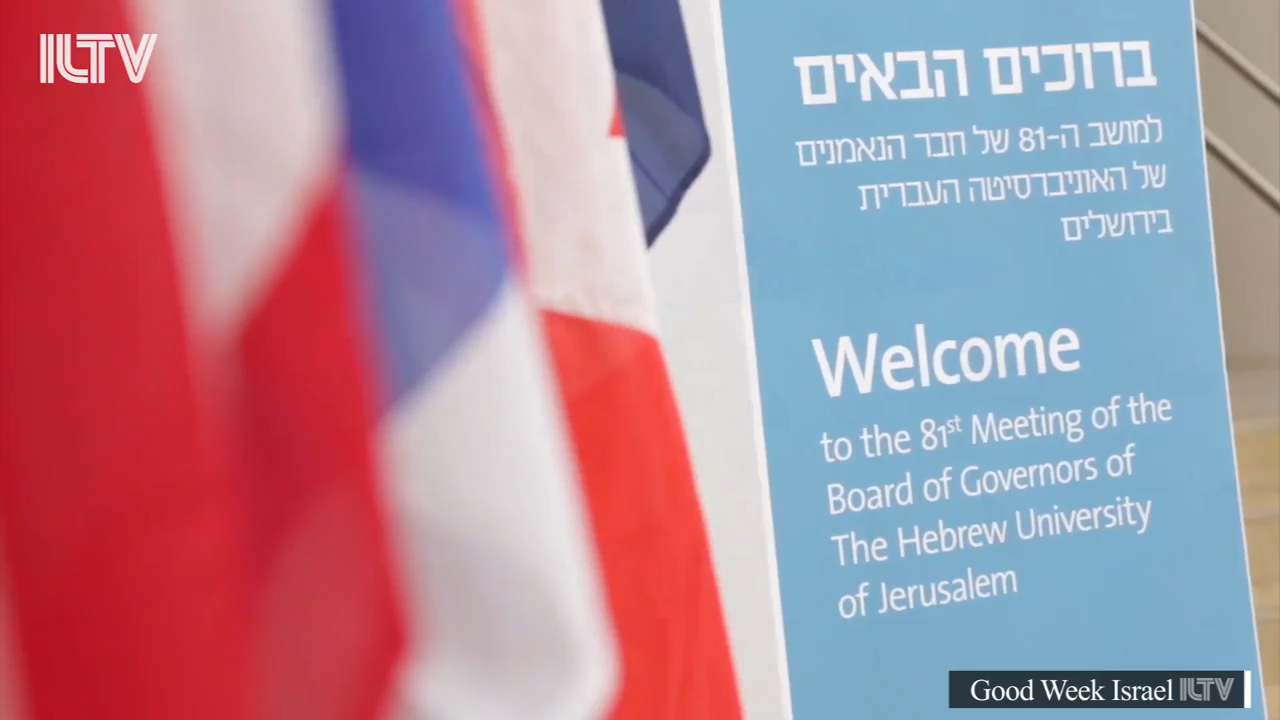 ILTV
ברוכים הבאים
למושב ה-81 של חבר הנאמנים
של האוניברסיטה העברית
בירושלים
Welcome
to the 81st Meeting of the
Board of Governors of
The Hebrew University
of Jerusalem
Good Week Israel ILTV